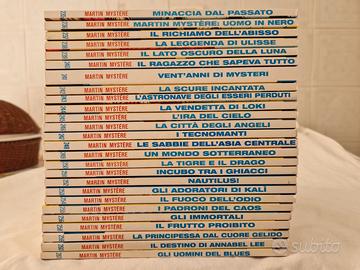 MARTIN MYSTÈRE MINACCIA DAL PASSATO
MARTIN MYSTÈRE: UOMO IN NERO
MARTIN MYSTÈRE IL RICHIAMO DELL'ABISSO
MARTIN MYSTÈRE LA LEGGENDA DI ULISSE
MARTIN MYSTÈRE IL LATO OSCURO DELLA LUNA
MARTIN MYSTÈRE IL RAGAZZO CHE SAPEVA TUTTO
MARTIN MYSTÈRE VENT'ANNI DI MYSTERI
MARTIN MYSTÈRE LA SCURE INCANTATA
MARTIN MYSTÈRE L'ASTRONAVE DEGLI ESSERI PERDUTI
MARTIN MYSTÈRE LA VENDETTA DI LOKI
MARTIN MYSTÈRE L'IRA DEL CIELO
MARTIN MYSTÈRE LA CITTÀ DEGLI ANGELI
MARTIN MYSTÈRE I TECNOMANTI
MARTIN MYSTÈRE LE SABBIE DELL'ASIA CENTRALE
MARTIN MYSTÈRE UN MONDO SOTTERRANEO
MARTIN MYSTÈRE LA TIGRE E IL DRAGO
MARTIN MYSTÈRE INCUBO TRA I GHIACCI
MARTIN MYSTÈRE NAUTILUS!
MARTIN MYSTÈRE GLI ADORATORI DI KALÌ
MARTIN MYSTÈRE IL FUOCO DELL'ODIO
MARTIN MYSTÈRE I PADRONI DEL CAOS
MARTIN MYSTÈRE GLI IMMORTALI
MARTIN MYSTÈRE IL FRUTTO PROIBITO
MARTIN MYSTÈRE LA PRINCIPESSA DAL CUORE GELIDO
MARTIN MYSTÈRE IL DESTINO DI ANNABEL LEE
MARTIN MYSTÈRE GLI UOMINI DEL BLUES
subito